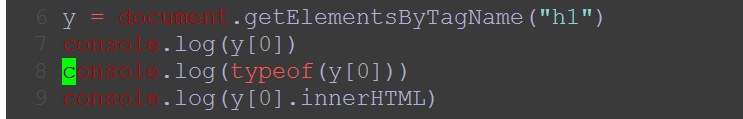 6 y = document.getElementsByTagName("h1")
7 console.log(y[0])
8 console.log(typeof(y[0]))
9 console.log(y[0].innerHTML)